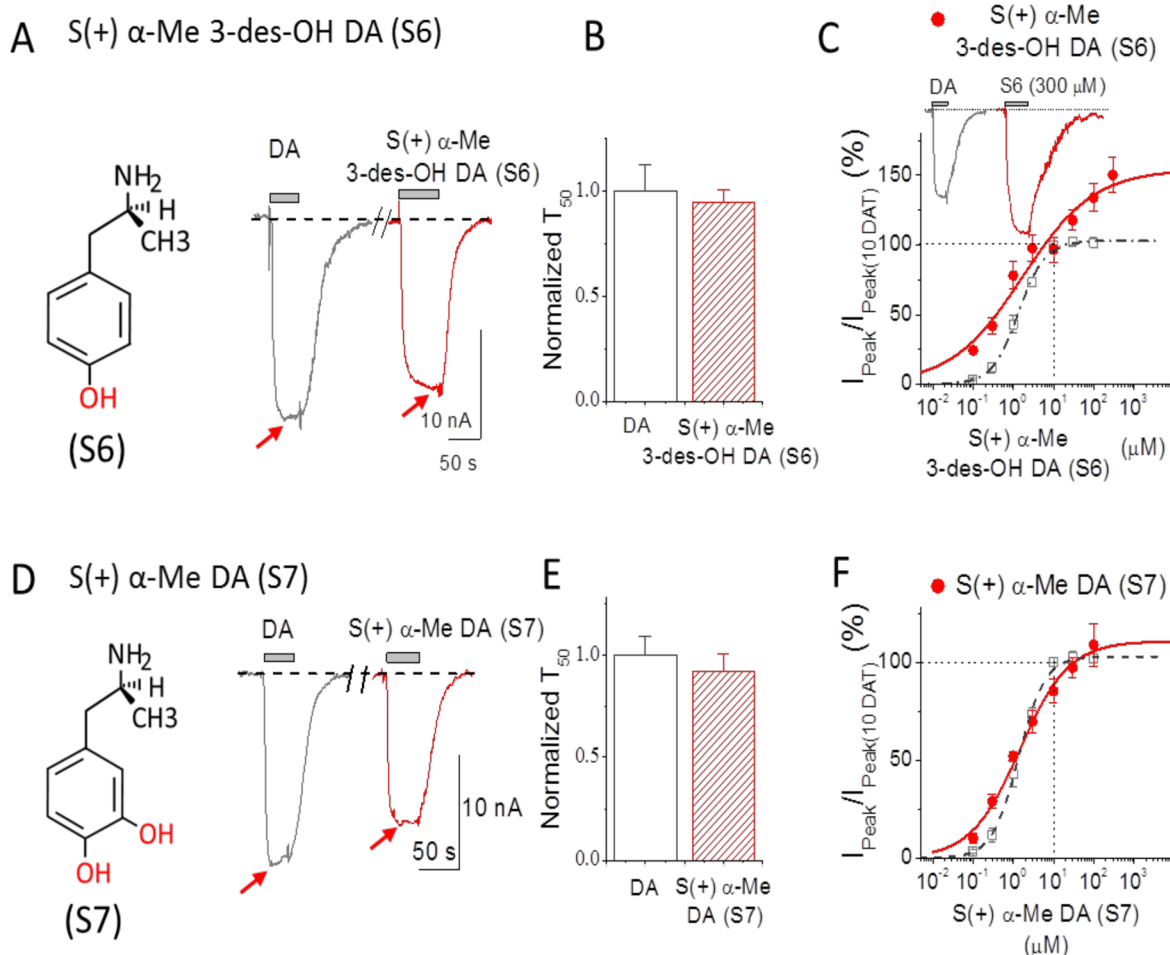 A S(+) α-Me 3-des-OH DA (S6)
NH2
H
CH3
OH
(S6)
DA
S(+) α-Me
3-des-OH DA (S6)
10 nA
50 s
B
Normalized T50
1.0
0.5
0.0
DA
S(+) α-Me
3-des-OH DA (S6)
C
S(+) α-Me
3-des-OH DA (S6)
DA
S6 (300 μM)
IPeak/IPeak(10 DAT) (%)
150
100
50
0
10-2 10-1 100 101 102 103
S(+) α-Me
3-des-OH DA (S6)
(μM)
D S(+) α-Me DA (S7)
NH2
H
CH3
OH
OH
(S7)
DA
S(+) α-Me DA (S7)
10 nA
50 s
E
Normalized T50
1.0
0.5
0.0
DA
S(+) α-Me
DA (S7)
F
S(+) α-Me DA (S7)
IPeak/IPeak(10 DAT) (%)
100
50
0
10-2 10-1 100 101 102 103
S(+) α-Me DA (S7)
(μM)